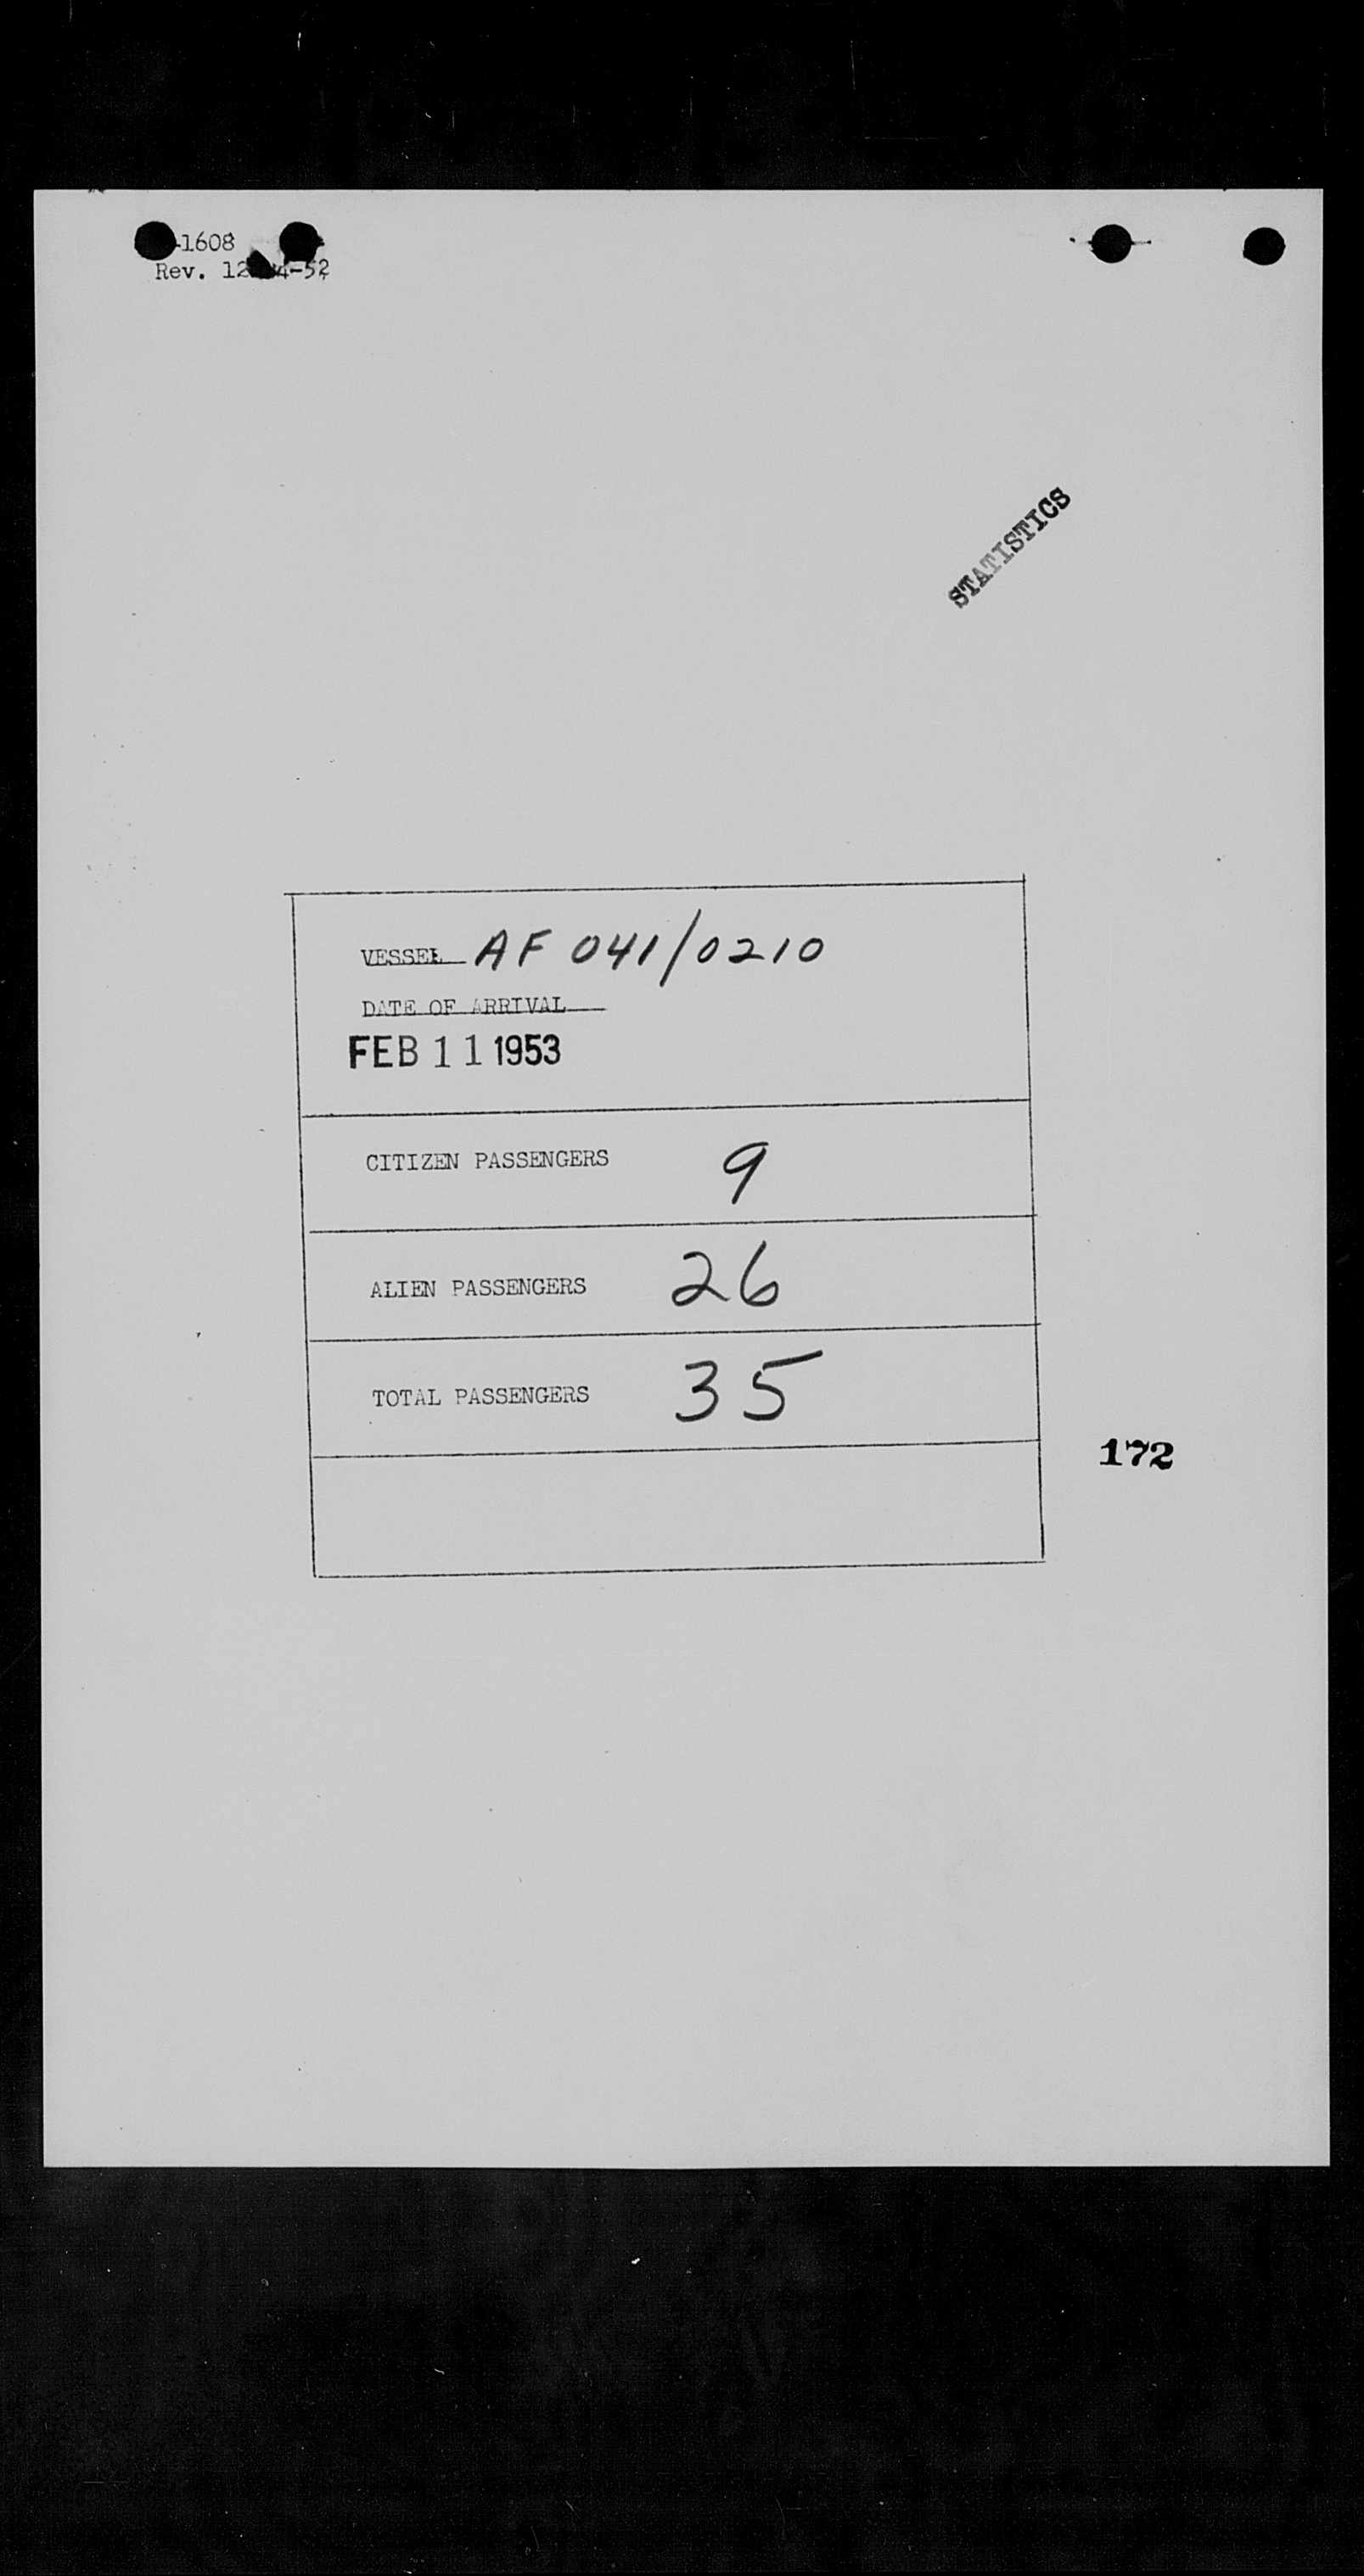 -1608
Rev.
STATISTICS
VESSEL AF 041/0210
DATE OF ARRIVAL
FEB 11 1953
CITIZEN PASSENGERS 9
ALIEN PASSENGERS 26
TOTAL PASSENGERS 35
172